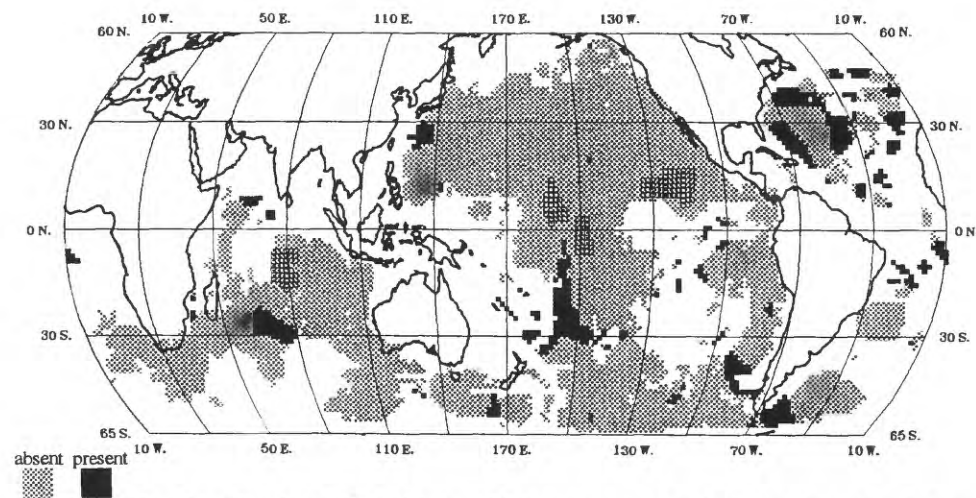 10 W. 50 E. 110 E. 170 E. 130 W. 70 W. 10 W.
60 N. 60 N.
30 N. 30 N.
0 N. 0 N
30 S. 30 S.
65 S. 65 S.
10 W. 50 E. 110 E. 170 E. 130 W. 70 W. 10 W.
absent present